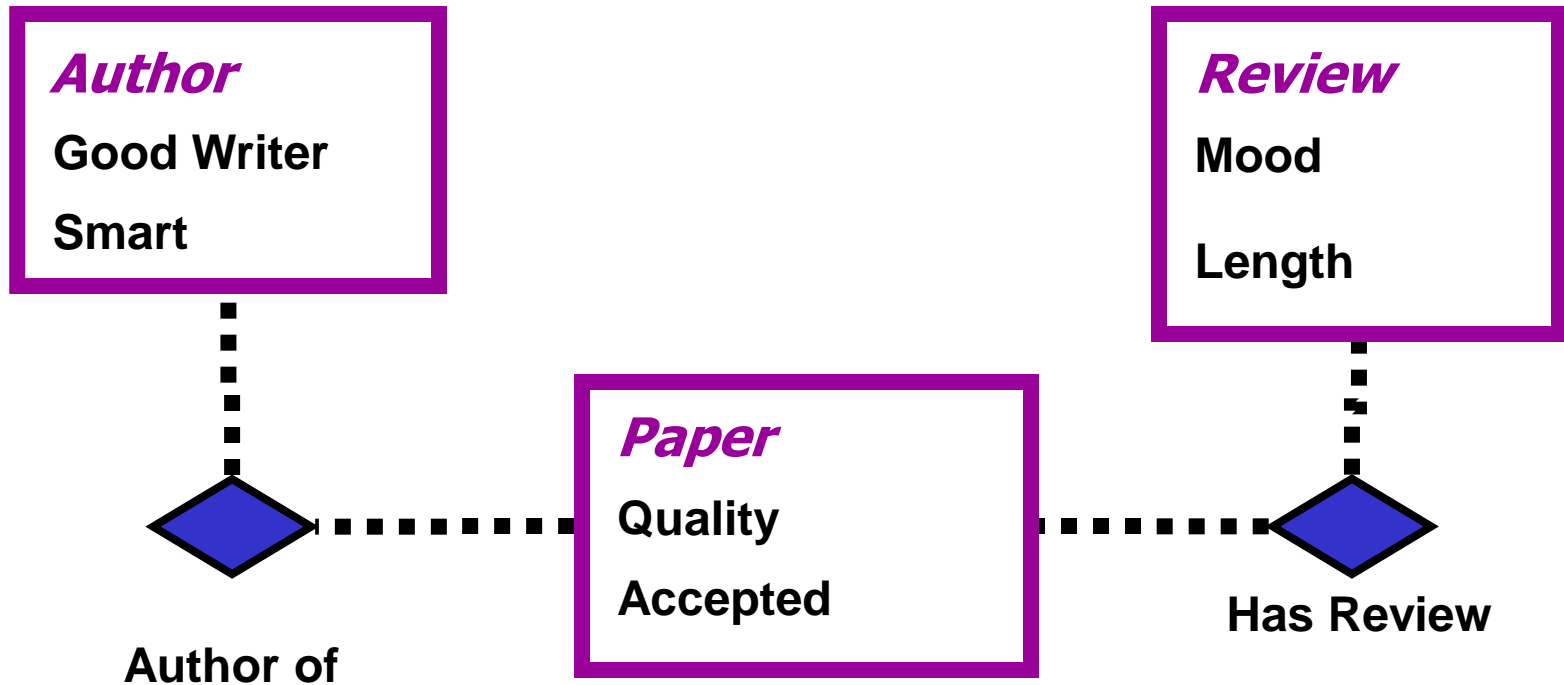 Author
Good Writer
Smart
Review
Mood
Length
Paper
Quality
Accepted
Author of
Has Review